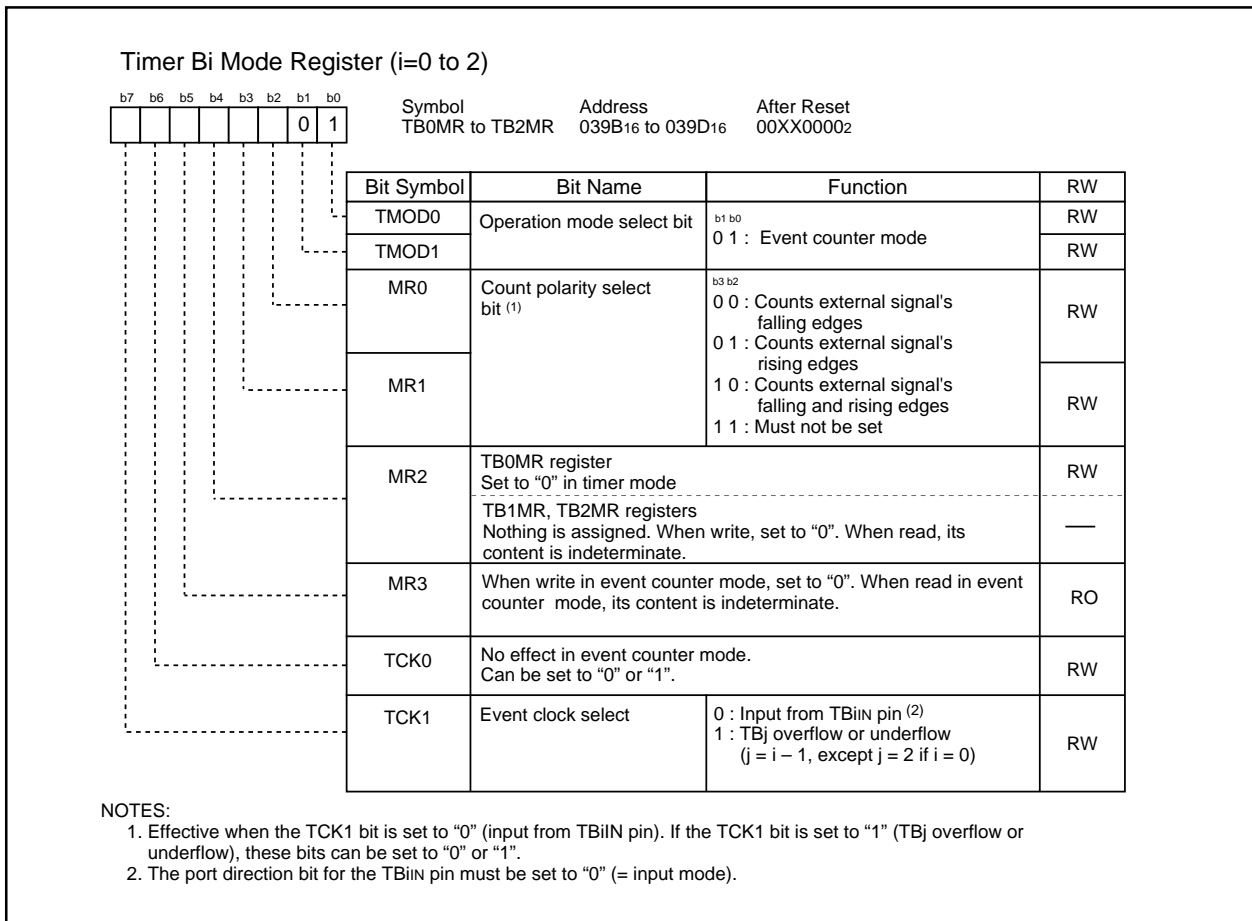 Timer Bi Mode Register (i=0 to 2)
b7 b6 b5 b4 b3 b2 b1 b0
0 1
Symbol Address After Reset
TB0MR to TB2MR 039B16 to 039D16 00XX00002
Bit Symbol Bit Name Function RW
TMOD0 Operation mode select bit b1 b0 RW
0 1 : Event counter mode
TMOD1 RW
MR0 Count polarity select b3 b2
bit (1) 0 0 : Counts external signal's RW
falling edges
0 1 : Counts external signal's
rising edges
MR1 1 0 : Counts external signal's
falling and rising edges RW
1 1 : Must not be set
MR2 TB0MR register RW
Set to “0” in timer mode
TB1MR, TB2MR registers —
Nothing is assigned. When write, set to “0”. When read, its
content is indeterminate.
MR3 When write in event counter mode, set to “0”. When read in event RO
counter mode, its content is indeterminate.
TCK0 No effect in event counter mode. RW
Can be set to “0” or “1”.
TCK1 Event clock select 0 : Input from TBiIN pin (2)
1 : TBj overflow or underflow RW
(j = i – 1, except j = 2 if i = 0)
NOTES:
1. Effective when the TCK1 bit is set to “0” (input from TBiIN pin). If the TCK1 bit is set to “1” (TBj overflow or
underflow), these bits can be set to “0” or “1”.
2. The port direction bit for the TBiIN pin must be set to “0” (= input mode).